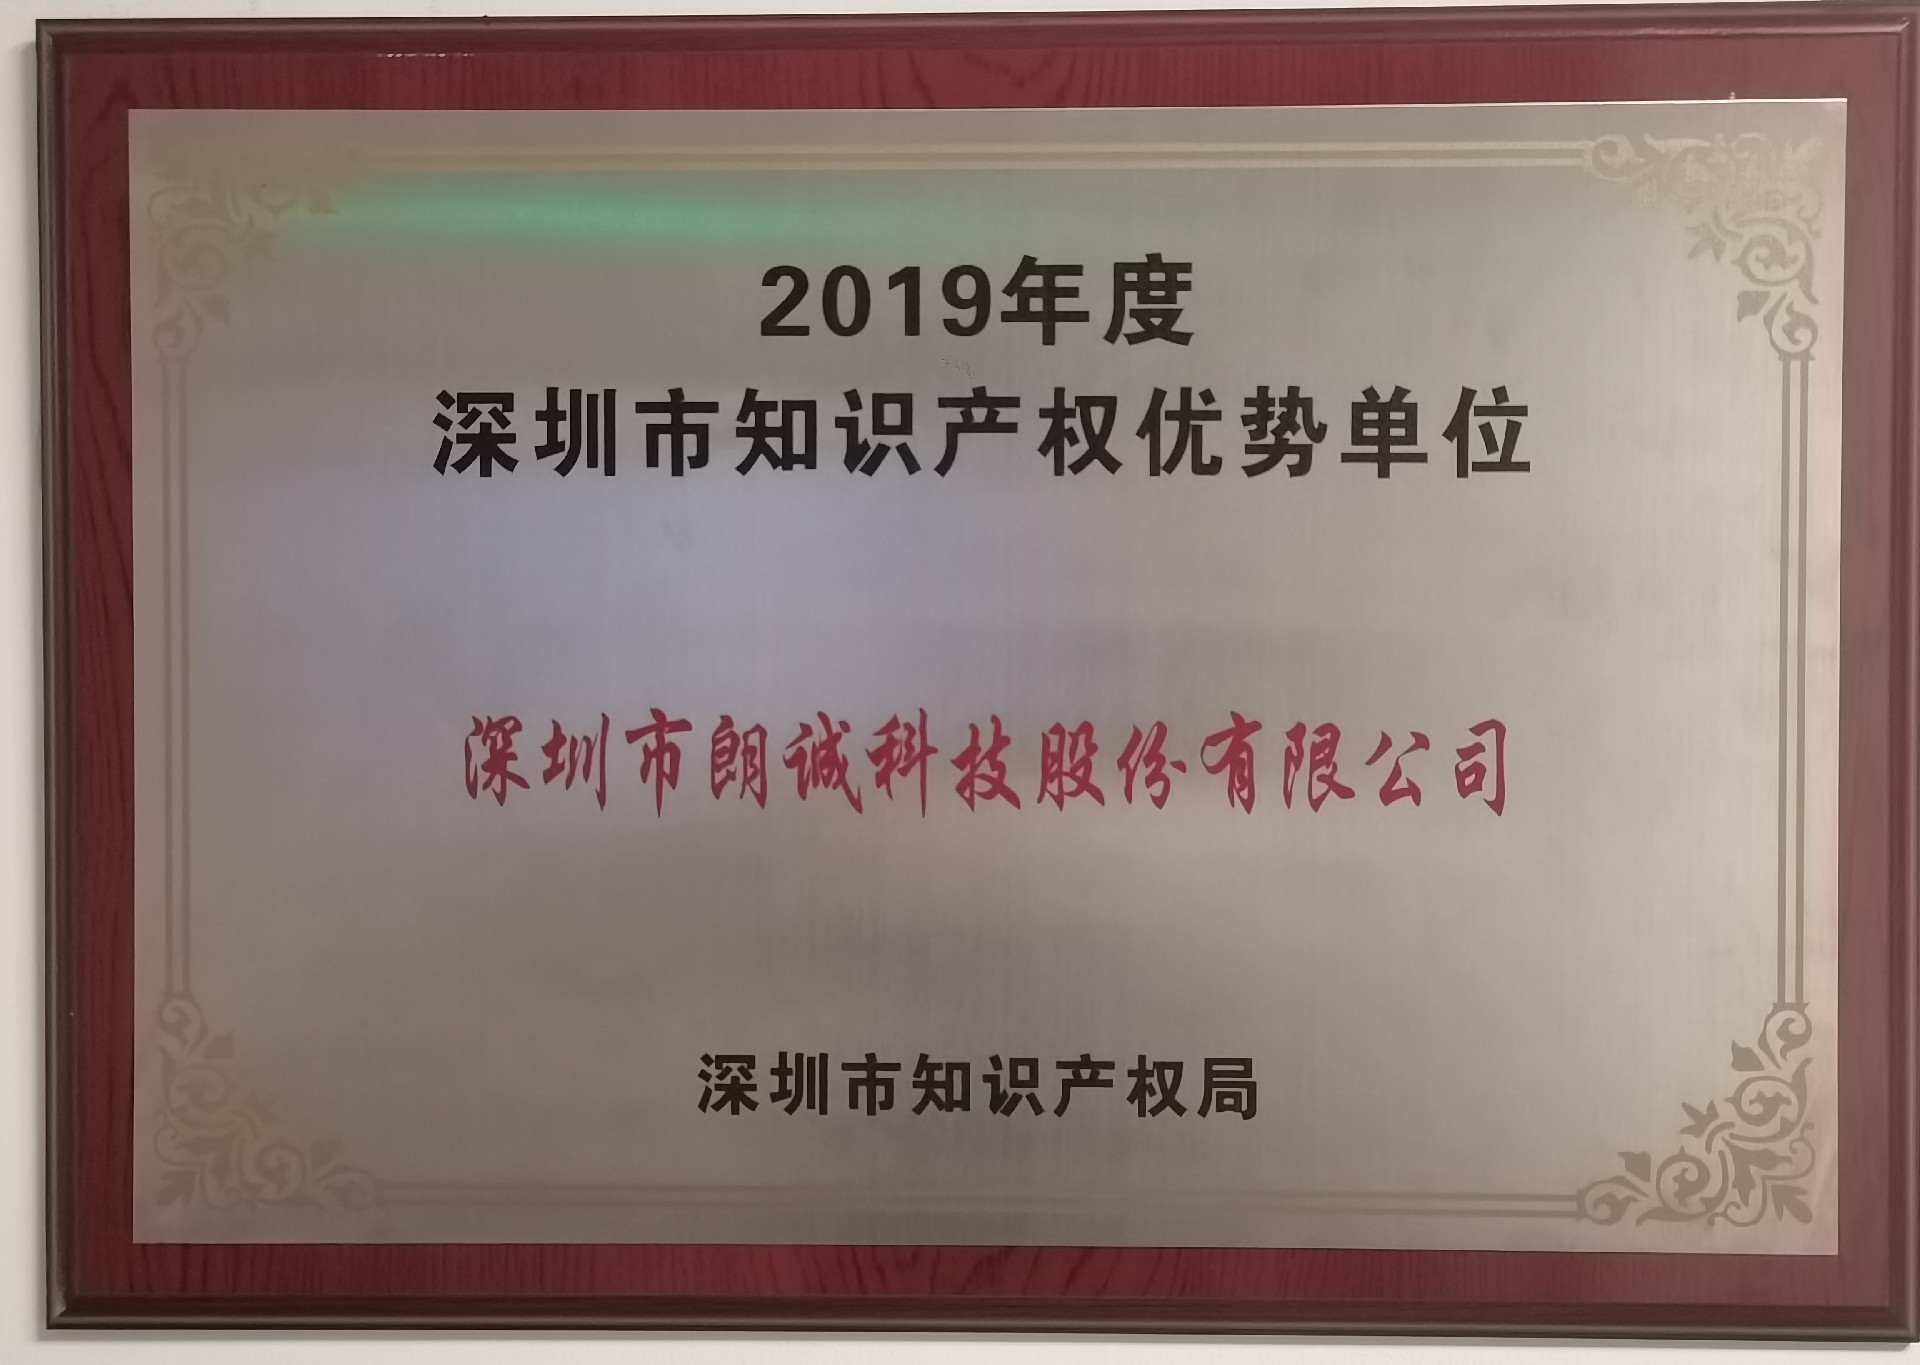 2019年度
深圳市知识产权优势单位
深圳市朗诚科技股份有限公司
深圳市知识产权局